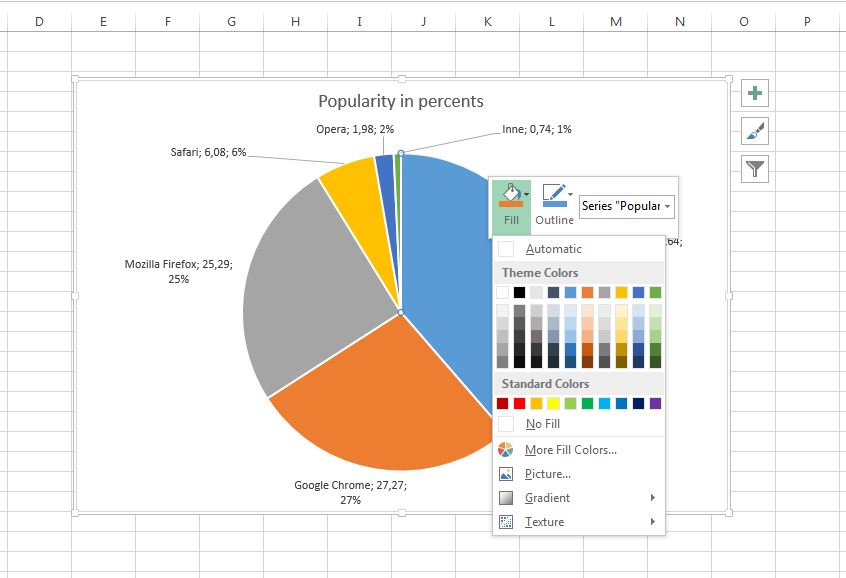 D E F G H I J K L M N O P
Popularity in percents
Opera; 1,98; 2%
Inne; 0,74; 1%
Safari; 6,08; 6%
Mozilla Firefox; 25,29;
25%
Google Chrome; 27,27;
27%
64;
Fill
Outline
Series "Popular
Automatic
Theme Colors
Standard Colors
No Fill
More Fill Colors...
Picture...
Gradient
Texture